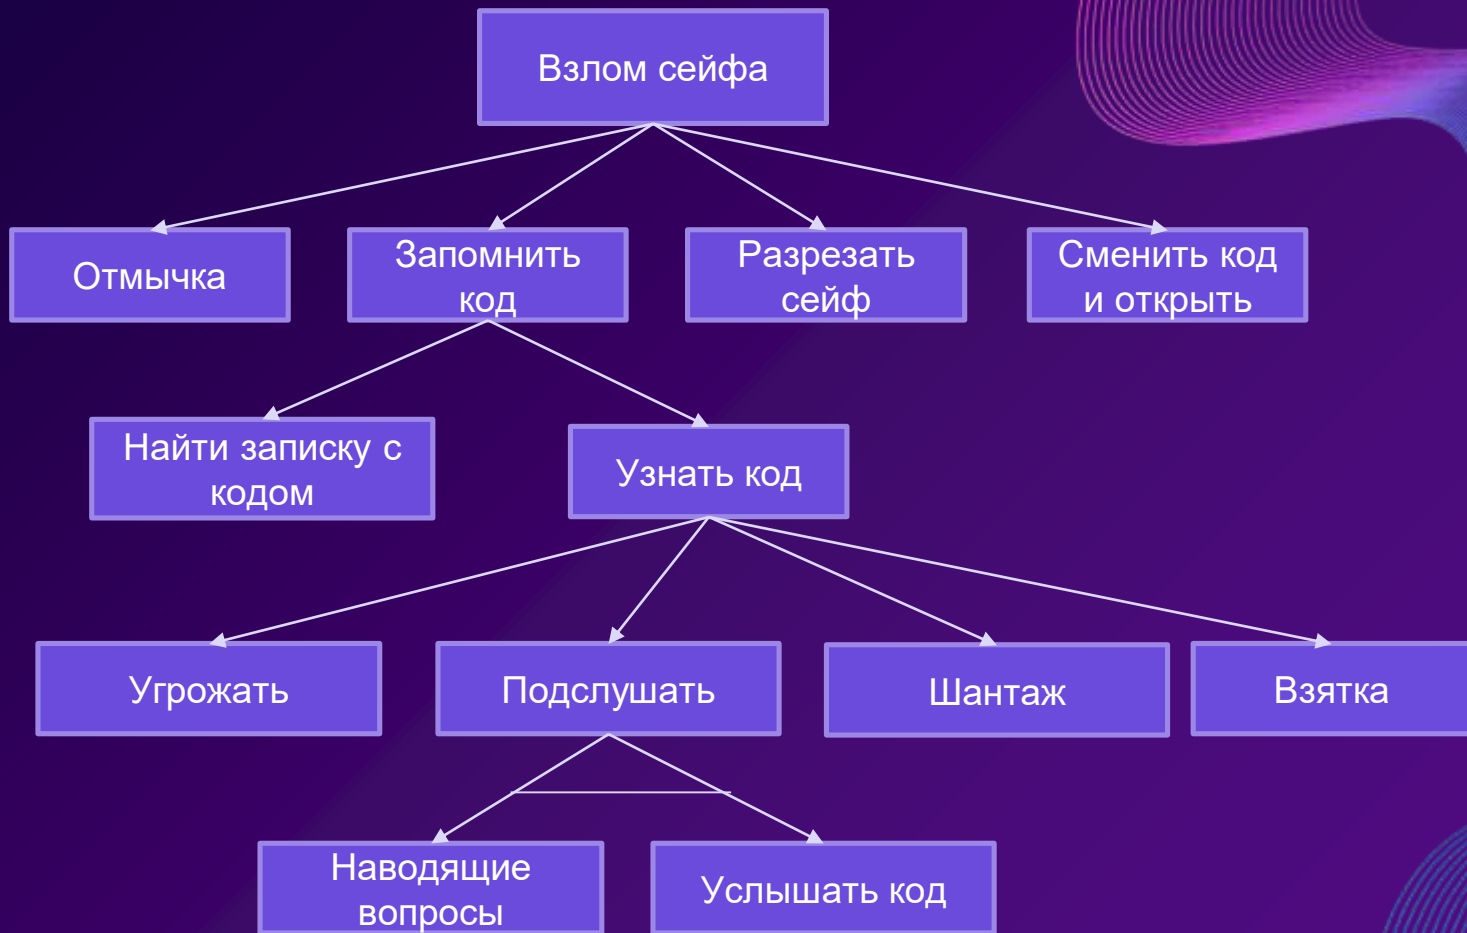 Взлом сейфа
Отмычка
Запомнить
код
Разрезать
сейф
Сменить код
и открыть
Найти записку с
кодом
Узнать код
Угрожать
Подслушать
Шантаж
Взятка
Наводящие
вопросы
Услышать код